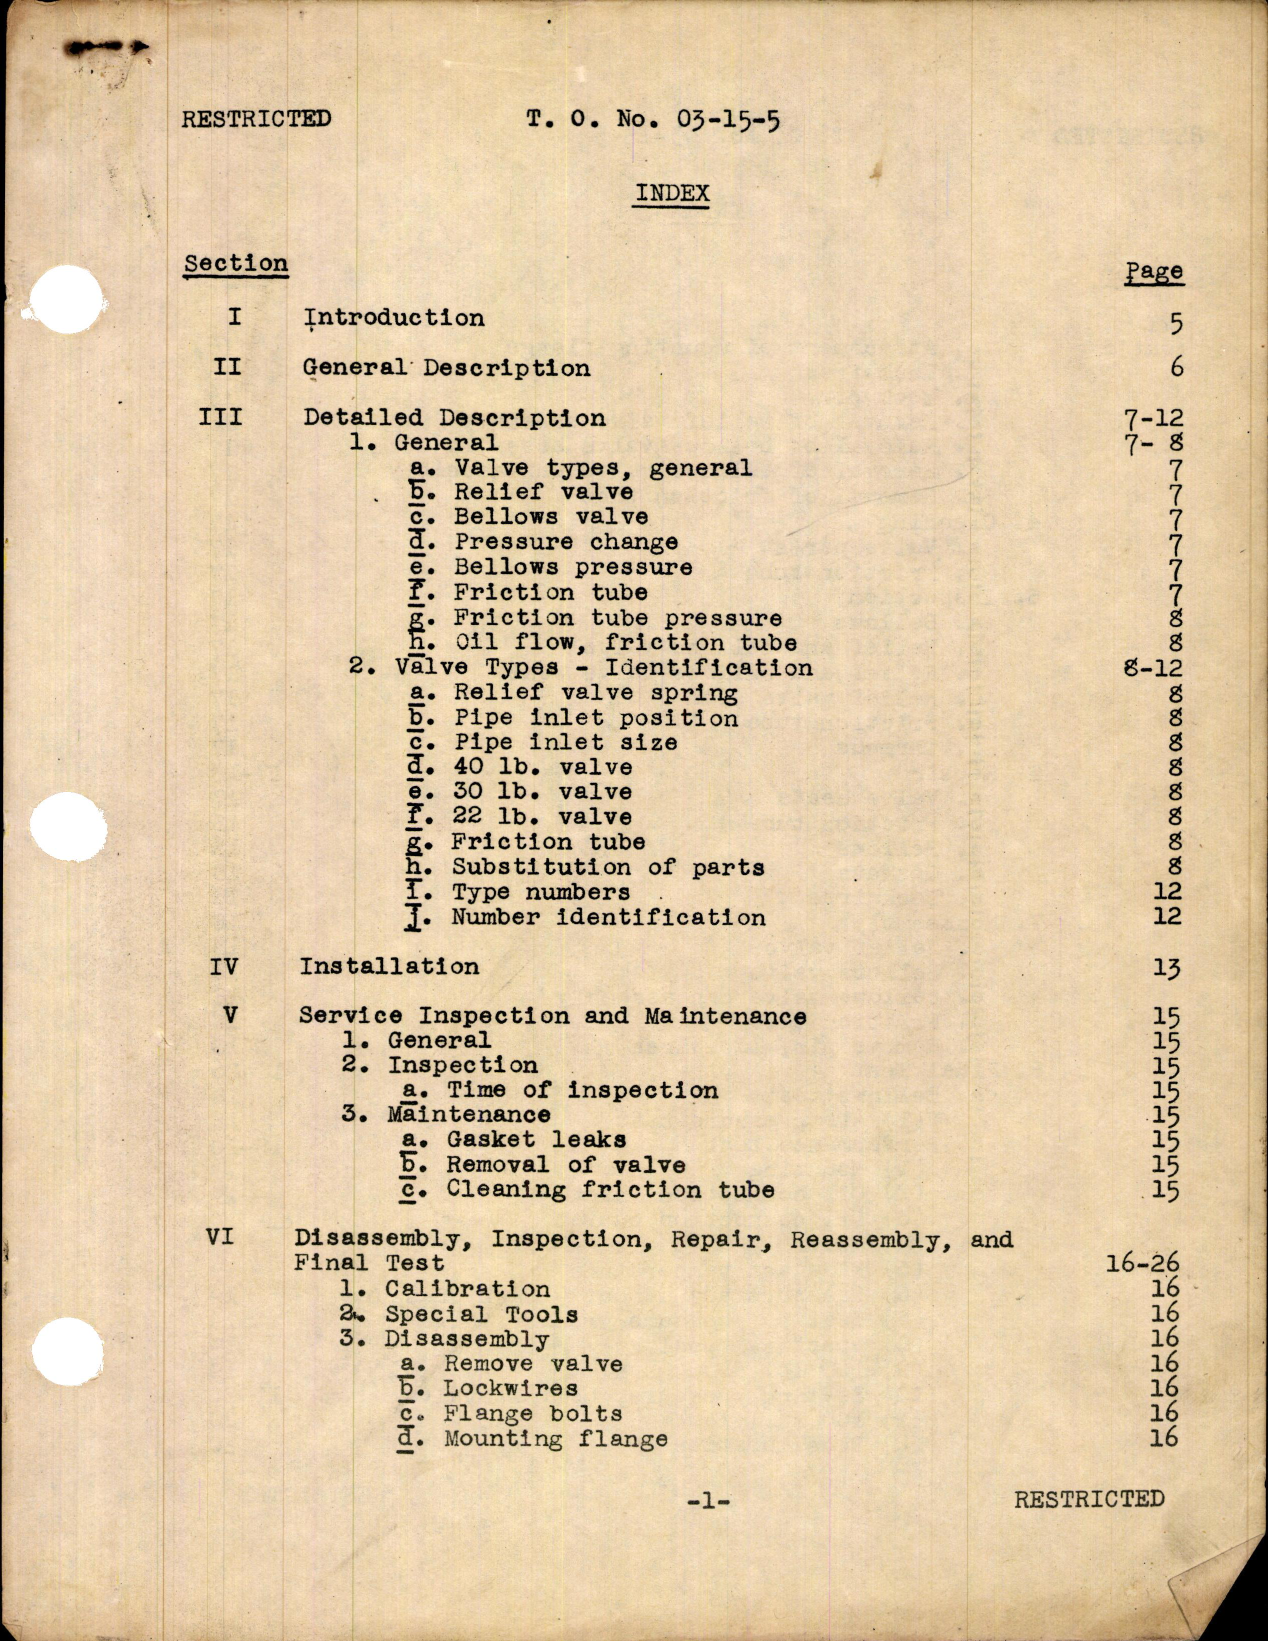 RESTRICTED T. O. No. 03-15-5
INDEX
Section Page
I Introduction 5
II General Description 6
III Detailed Description 7-12
1. General 7- 8
a. Valve types, general 7
b. Relief valve 7
c. Bellows valve 7
d. Pressure change 7
e. Bellows pressure 7
f. Friction tube 7
g. Friction tube pressure 8
h. Oil flow, friction tube 8
2. Valve Types - Identification 8-12
a. Relief valve spring 8
b. Pipe inlet position 8
c. Pipe inlet size 8
d. 40 lb. valve 8
e. 30 lb. valve 8
f. 22 lb. valve 8
g. Friction tube 8
h. Substitution of parts 8
i. Type numbers 12
j. Number identification 12
IV Installation 13
V Service Inspection and Maintenance 15
1. General 15
2. Inspection 15
a. Time of inspection 15
3. Maintenance 15
a. Gasket leaks 15
b. Removal of valve 15
c. Cleaning friction tube 15
VI Disassembly, Inspection, Repair, Reassembly, and
Final Test 16-26
1. Calibration 16
2. Special Tools 16
3. Disassembly 16
a. Remove valve 16
b. Lockwires 16
c. Flange bolts 16
d. Mounting flange 16
-1- RESTRICTED